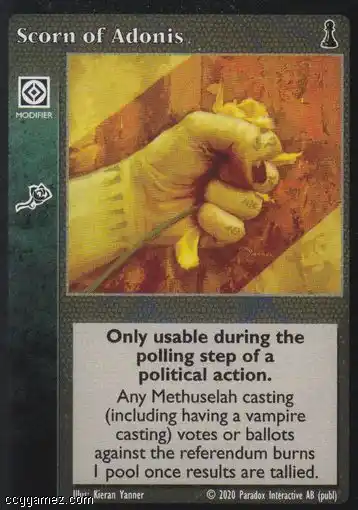 Scorn of Adonis
MODIFIER
Only usable during the
polling step of a
political action.
Any Methuselah casting
(including having a vampire
casting) votes or ballots
against the referendum burns
1 pool once results are tallied.
Illus: Kieran Yanner © 2020 Paradox Interactive AB (publ)
ccggamez.com